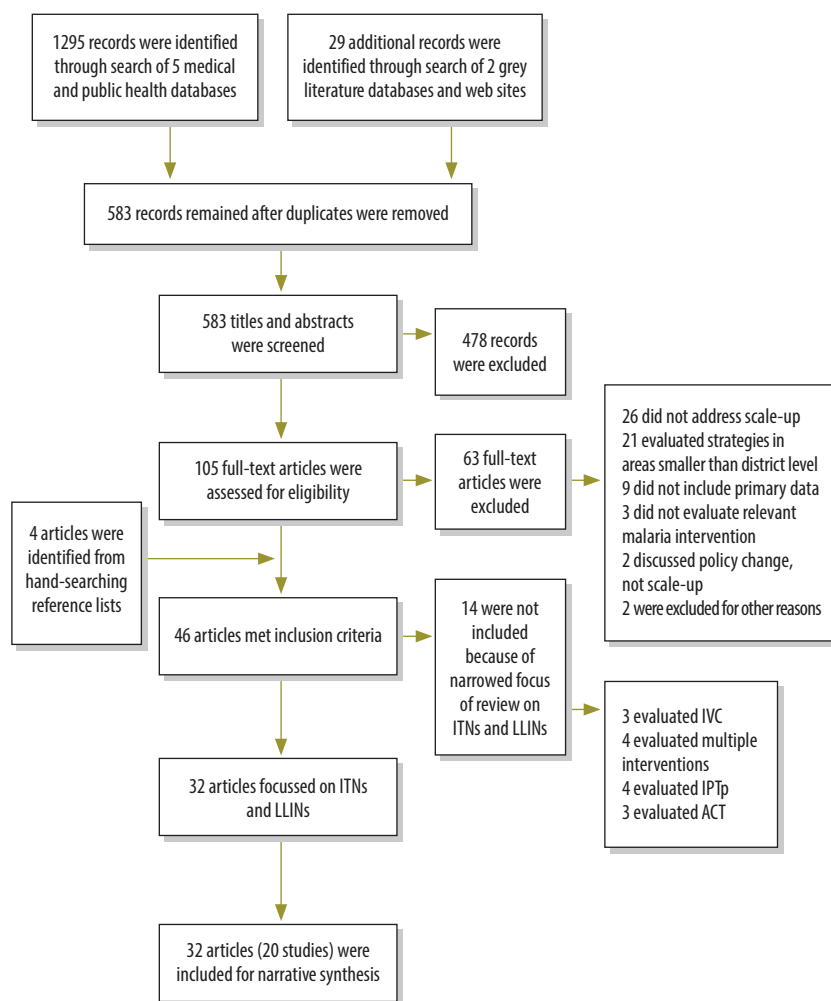 1295 records were identified
through search of 5 medical
and public health databases
29 additional records were
identified through search of 2 grey
literature databases and web sites
583 records remained after duplicates were removed
583 titles and abstracts
were screened
478 records
were excluded
105 full-text articles were
assessed for eligibility
63 full-text
articles were
excluded
26 did not address scale-up
21 evaluated strategies in
areas smaller than district level
9 did not include primary data
3 did not evaluate relevant
malaria intervention
2 discussed policy change,
not scale-up
2 were excluded for other reasons
4 articles were
identified from
hand-searching
reference lists
46 articles met inclusion criteria
14 were not
included
because of
narrowed focus
of review on
ITNs and LLINs
3 evaluated IVC
4 evaluated multiple
interventions
4 evaluated IPTp
3 evaluated ACT
32 articles focussed on ITNs
and LLINs
32 articles (20 studies) were
included for narrative synthesis